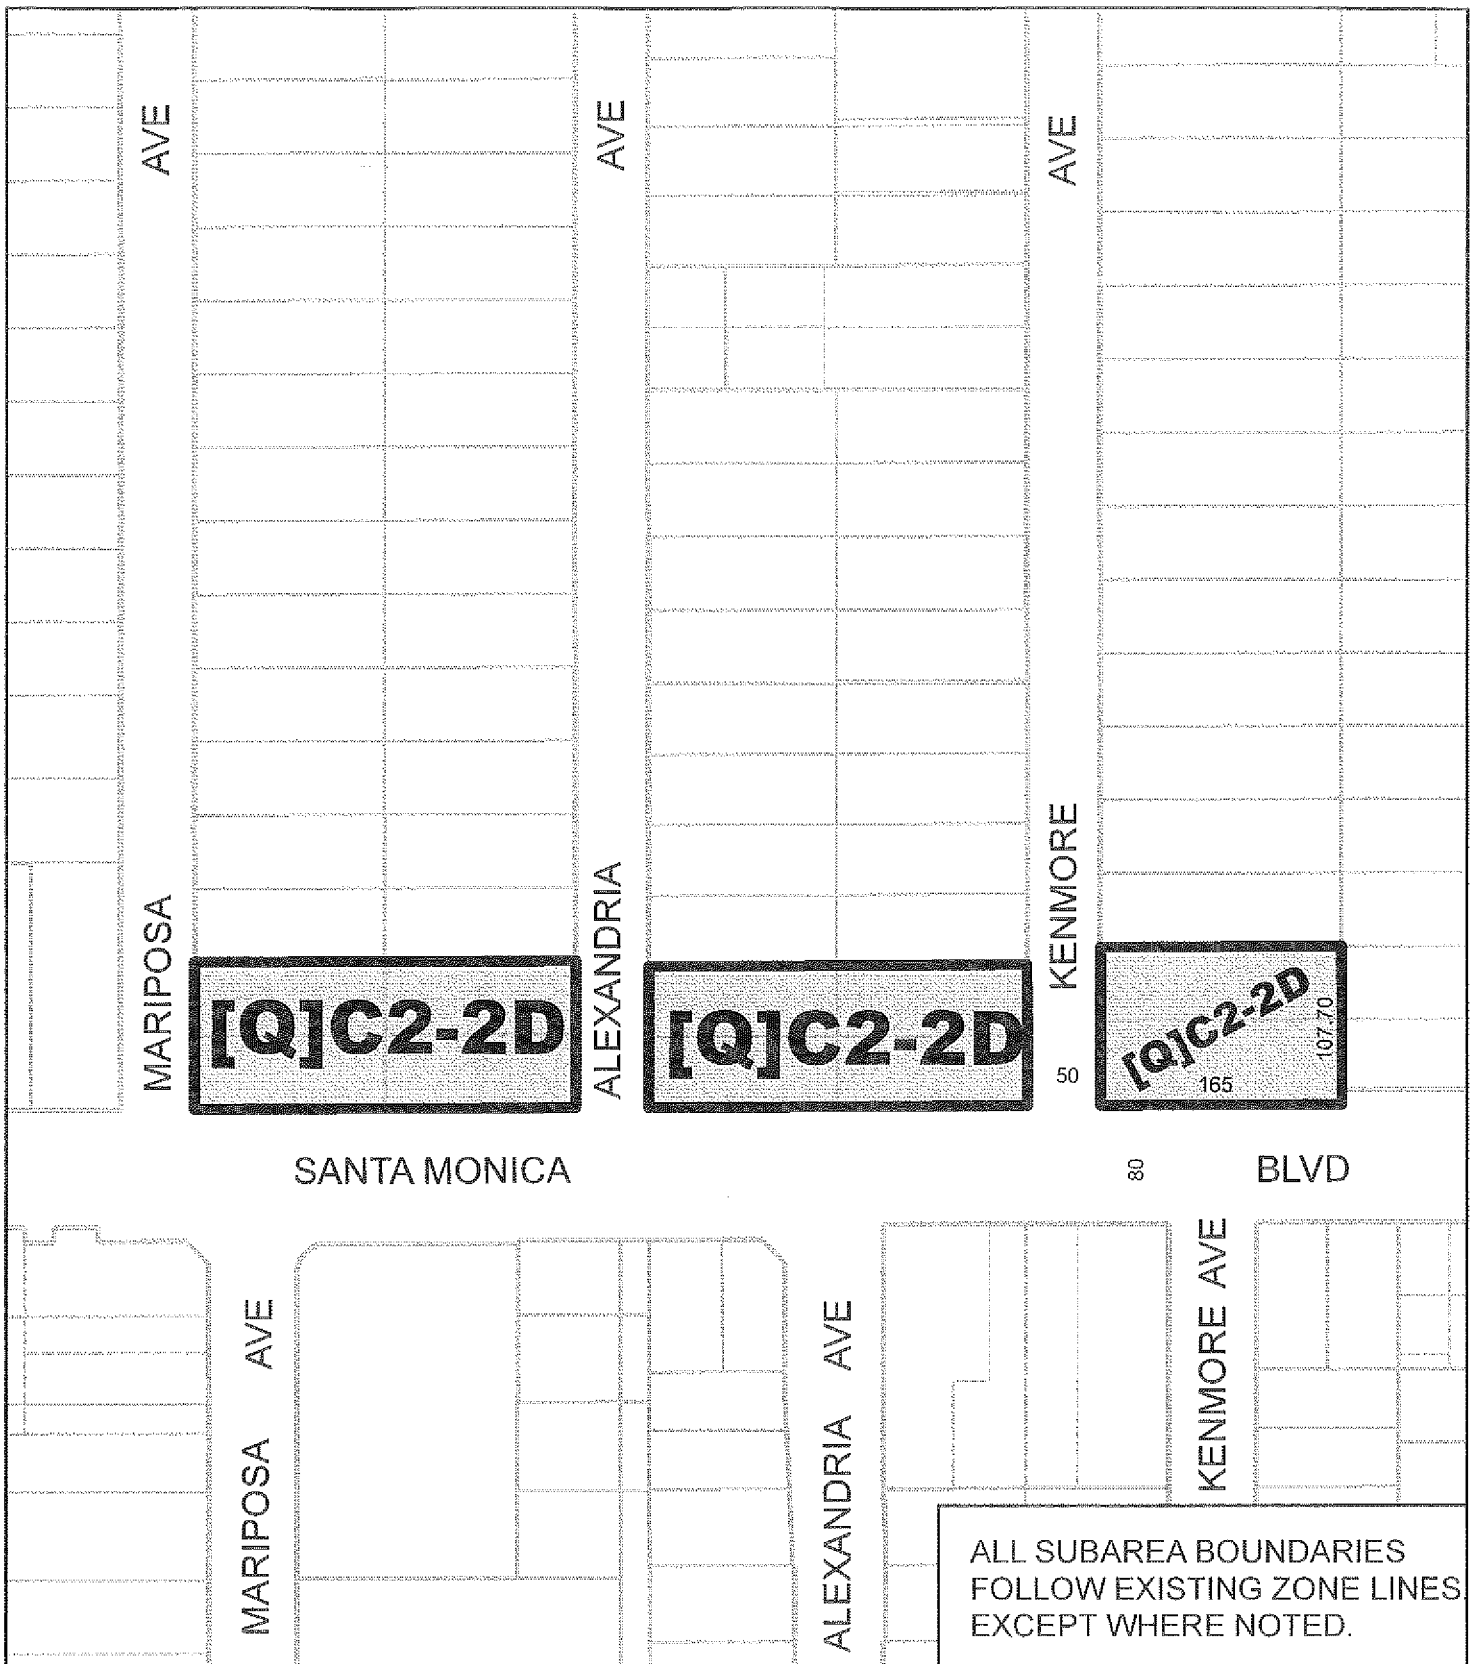 AVE
AVE
AVE
MARIPOSA
ALEXANDRIA
KENMORE
[Q]C2-2D
[Q]C2-2D
[Q]C2-2D
107.70
165
50
SANTA MONICA
80
BLVD
MARIPOSA AVE
ALEXANDRIA AVE
KENMORE AVE
ALL SUBAREA BOUNDARIES
FOLLOW EXISTING ZONE LINES
EXCEPT WHERE NOTED.